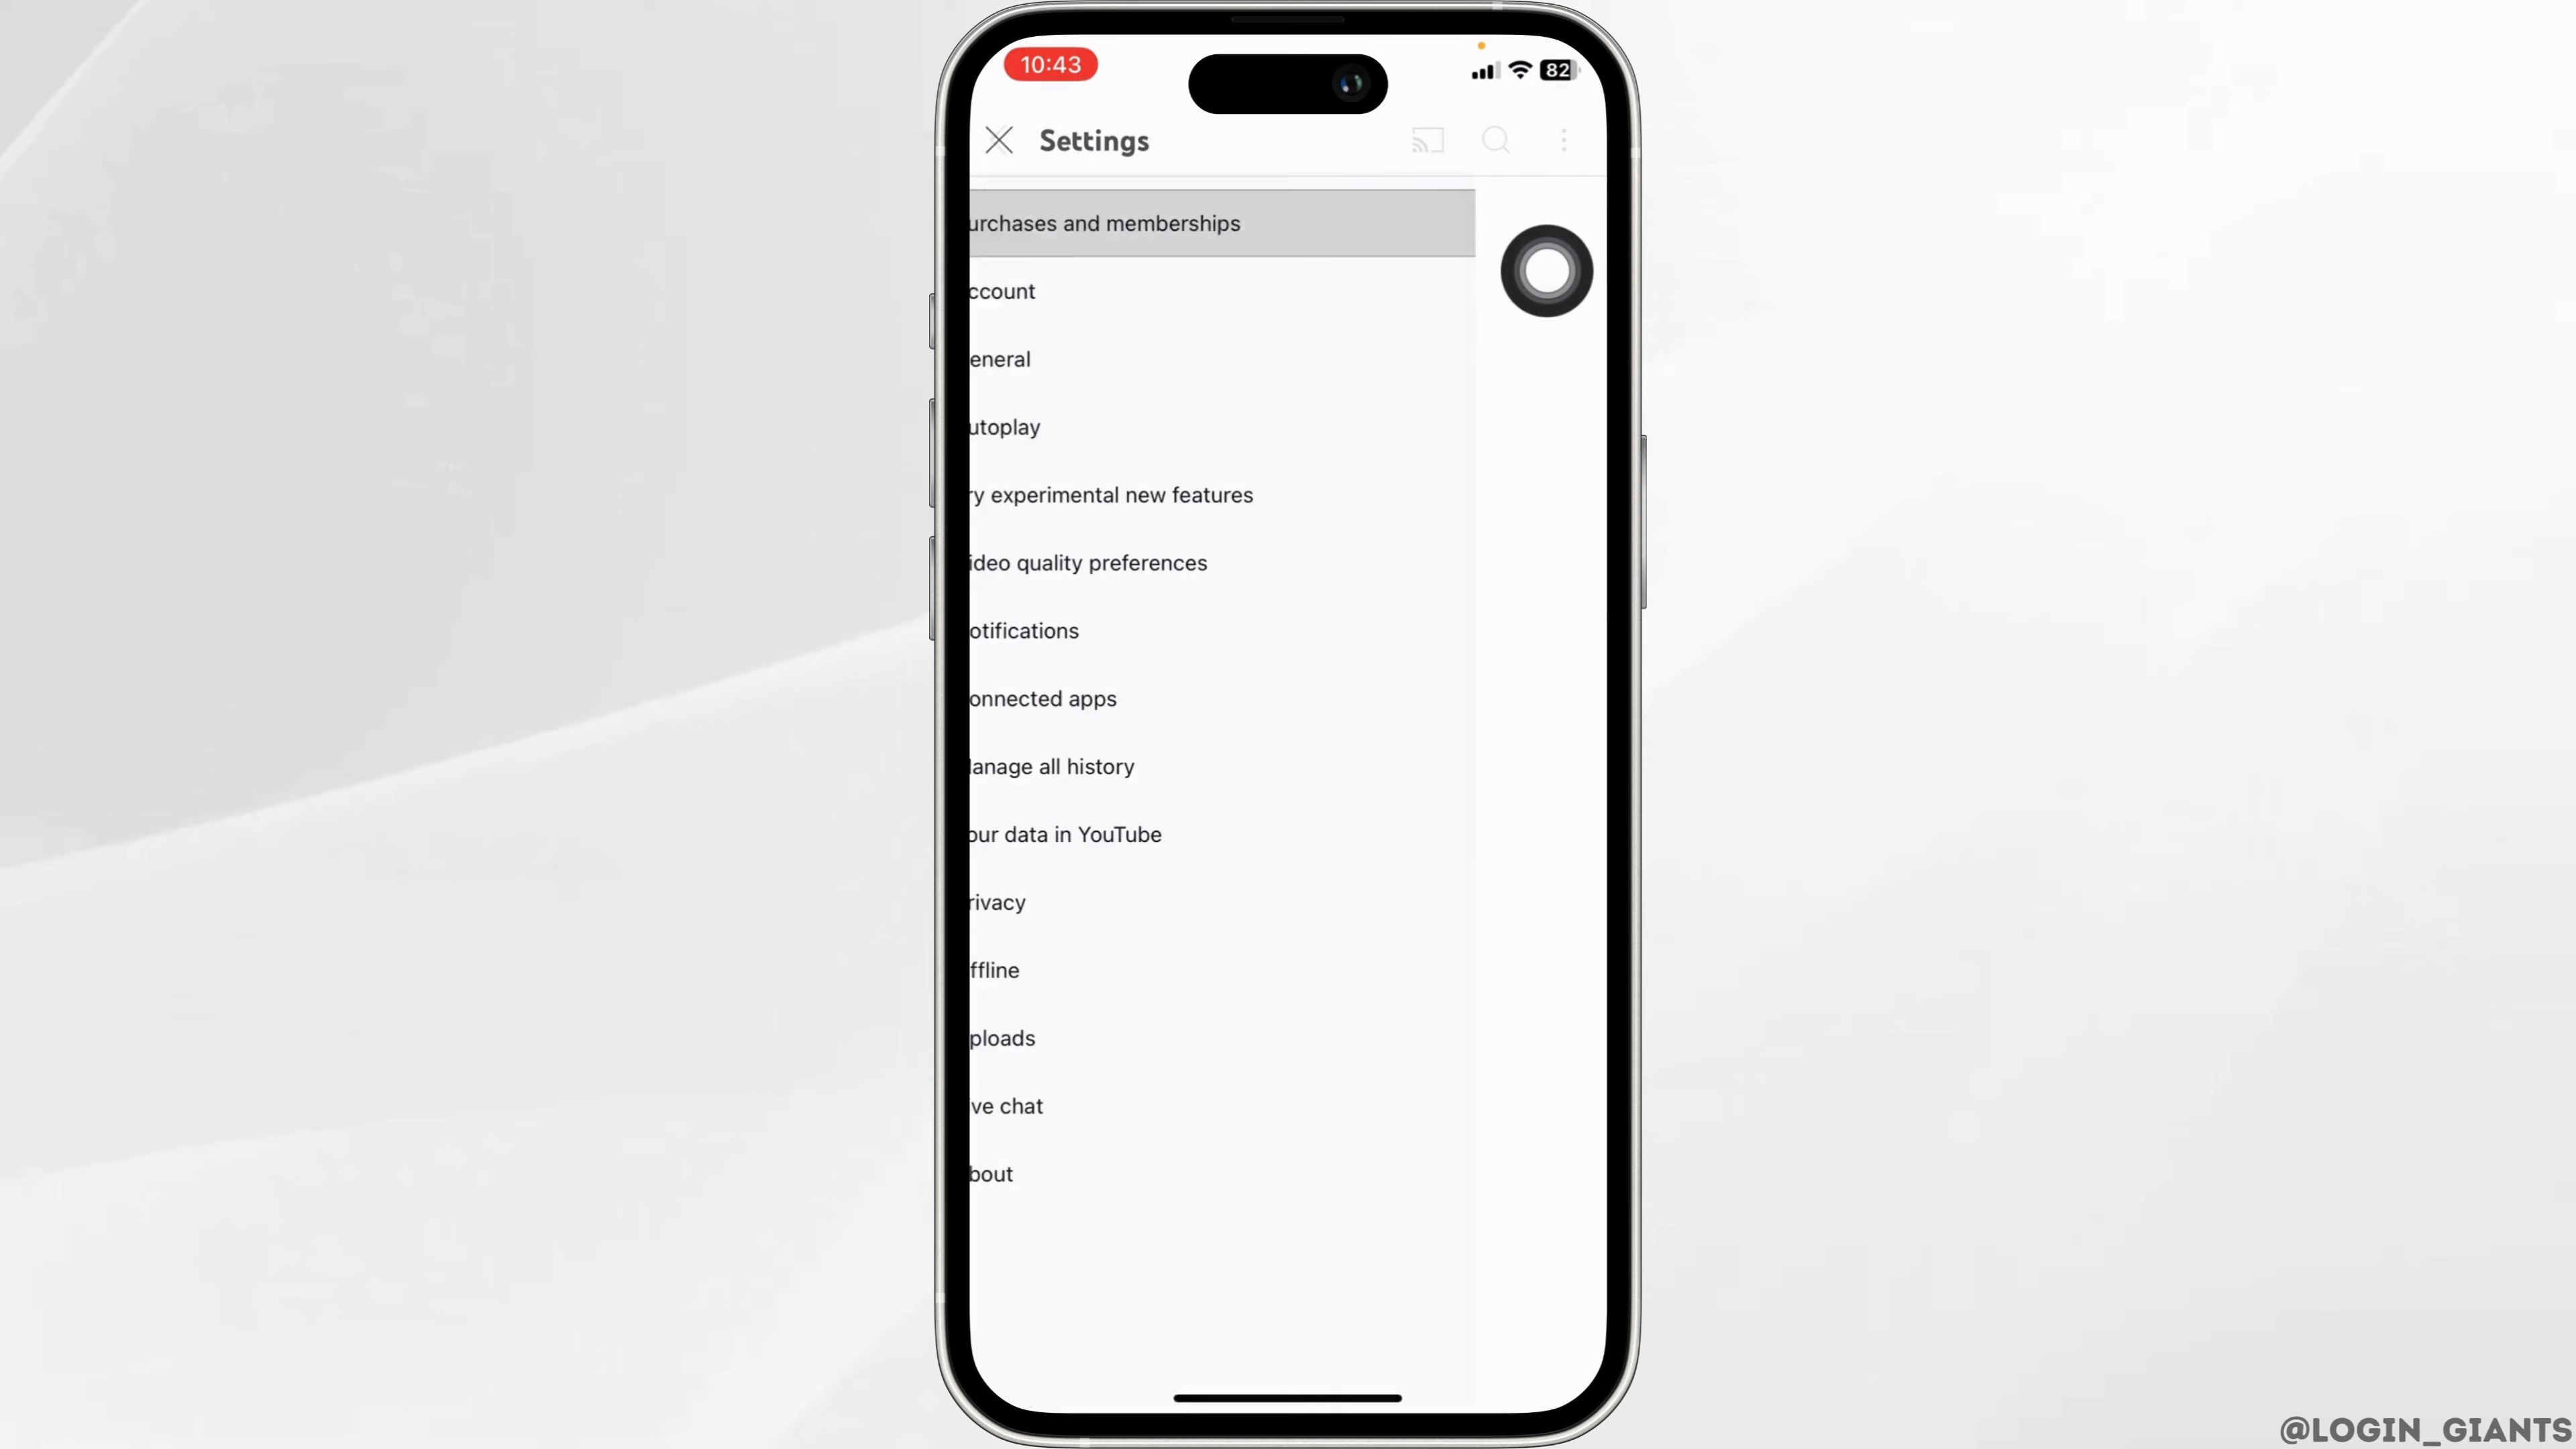 10:43
82
Settings
urchases and memberships
ccount
eneral
utoplay
ry experimental new features
ideo quality preferences
otifications
onnected apps
anage all history
our data in YouTube
rivacy
ffline
ploads
ve chat
bout
@LOGIN_GIANTS